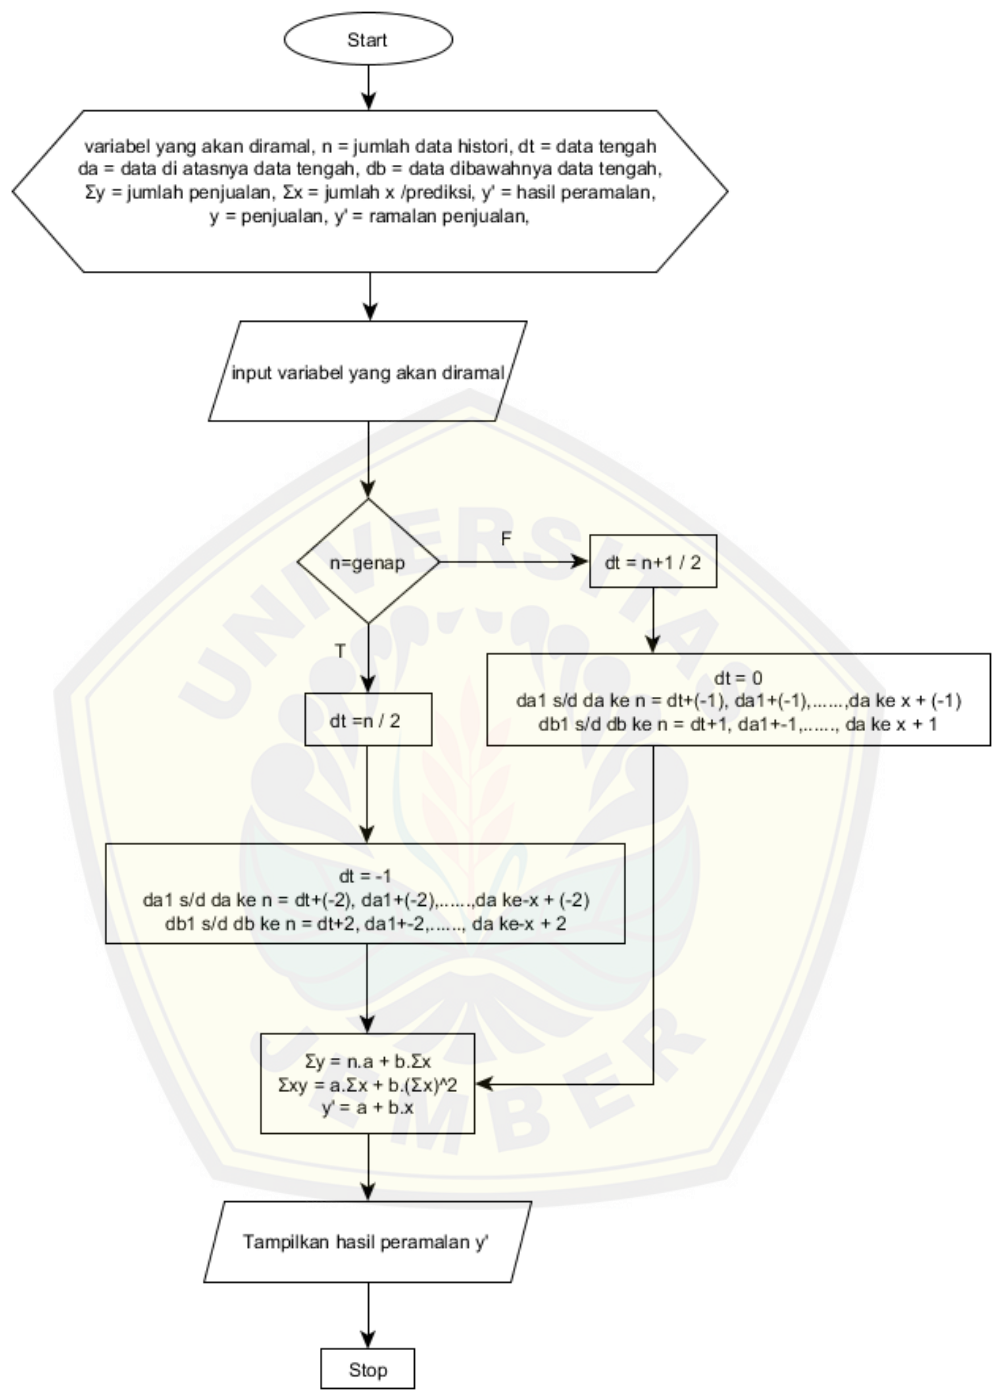 Start
variabel yang akan diramal, n = jumlah data histori, dt = data tengah
da = data di atasnya data tengah, db = data dibawahnya data tengah,
Σy = jumlah penjualan, Σx = jumlah x /prediksi, y' = hasil peramalan,
y = penjualan, y' = ramalan penjualan,
input variabel yang akan diramal
UNIVERSITAS
n=genap
F
dt = n+1 / 2
T
dt =n / 2
dt = 0
da1 s/d da ke n = dt+(-1), da1+(-1),......,da ke x + (-1)
db1 s/d db ke n = dt+1, da1+-1,......, da ke x + 1
dt = -1
da1 s/d da ke n = dt+(-2), da1+(-2),......,da ke-x + (-2)
db1 s/d db ke n = dt+2, da1+-2,......, da ke-x + 2
Σy = n.a + b.Σx
Σxy = a.Σx + b.(Σx)^2
y' = a + b.x
JEMBER
Tampilkan hasil peramalan y'
Stop